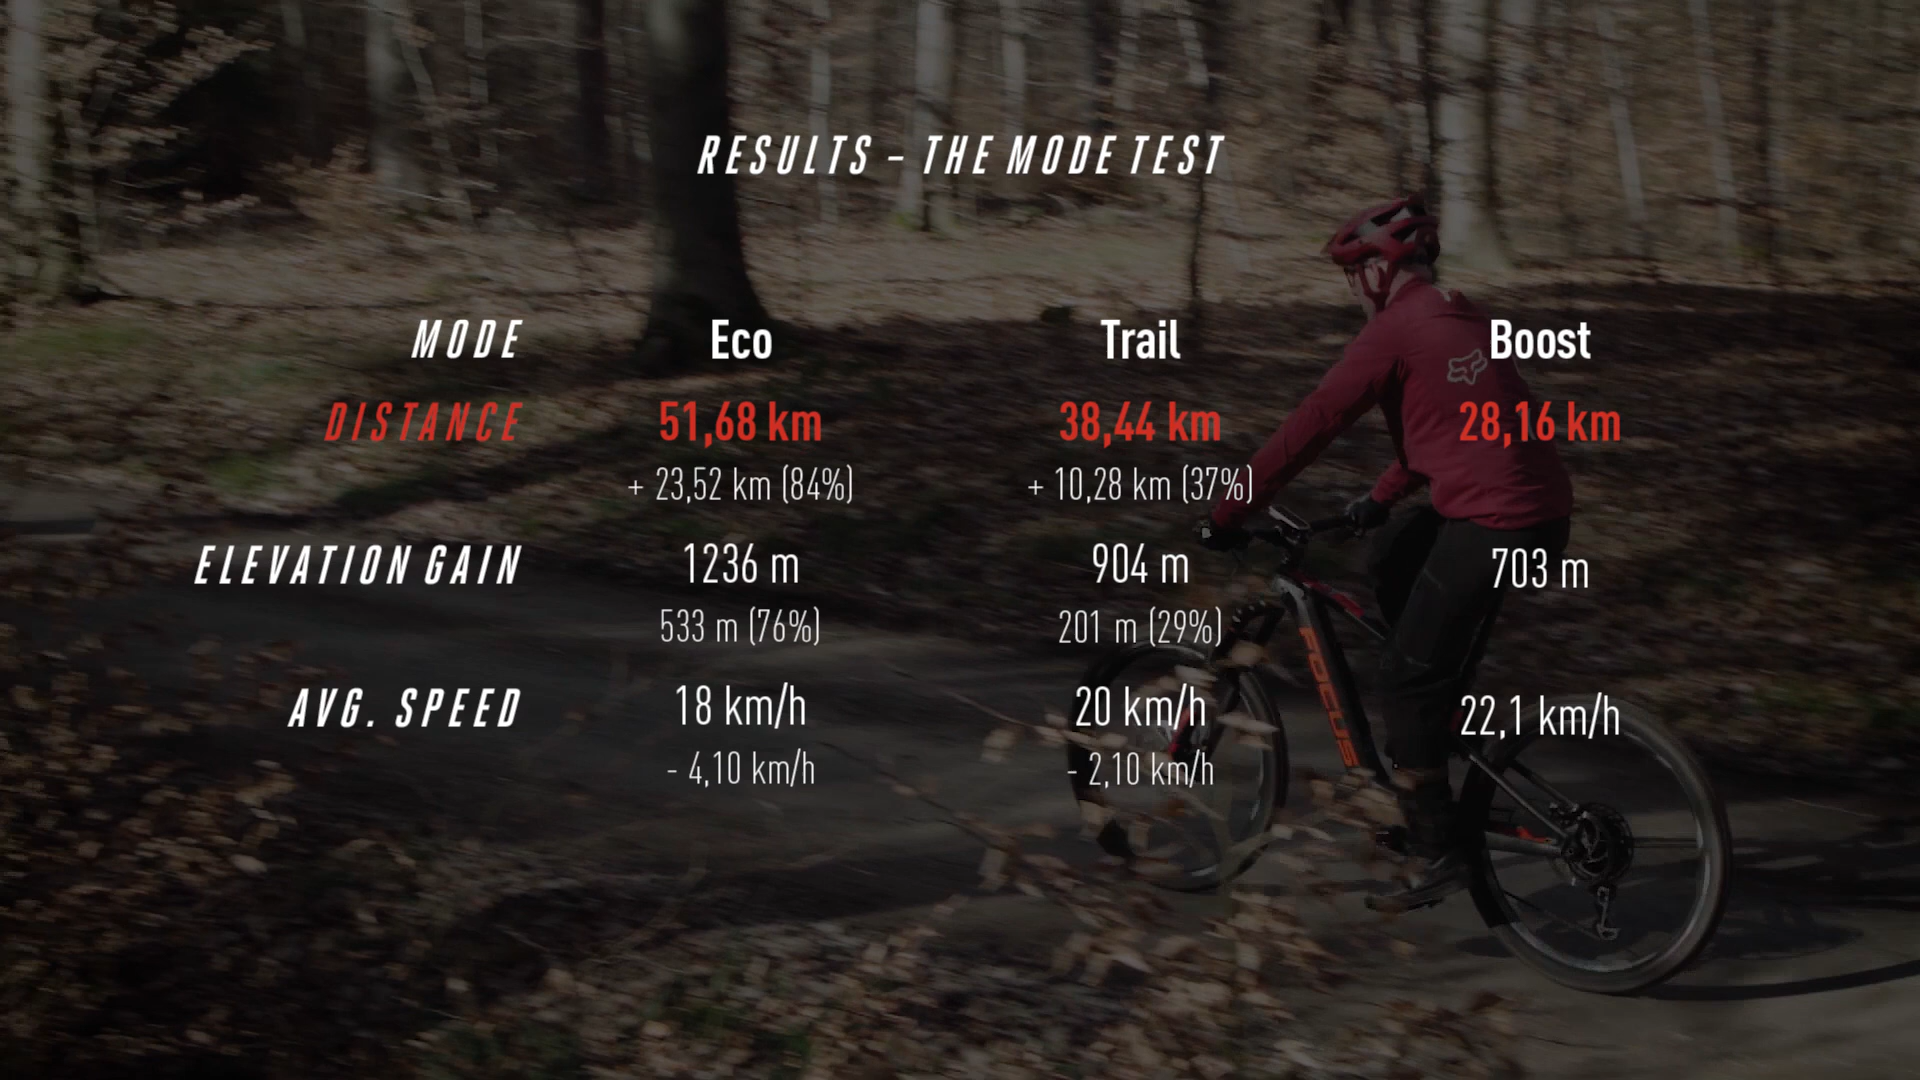 RESULTS – THE MODE TEST
MODE Eco Trail Boost
DISTANCE 51,68 km 38,44 km 28,16 km
+ 23,52 km (84%) + 10,28 km (37%)
ELEVATION GAIN 1236 m 904 m 703 m
533 m (76%) 201 m (29%)
AVG. SPEED 18 km/h 20 km/h 22,1 km/h
- 4,10 km/h - 2,10 km/h
FOCUS